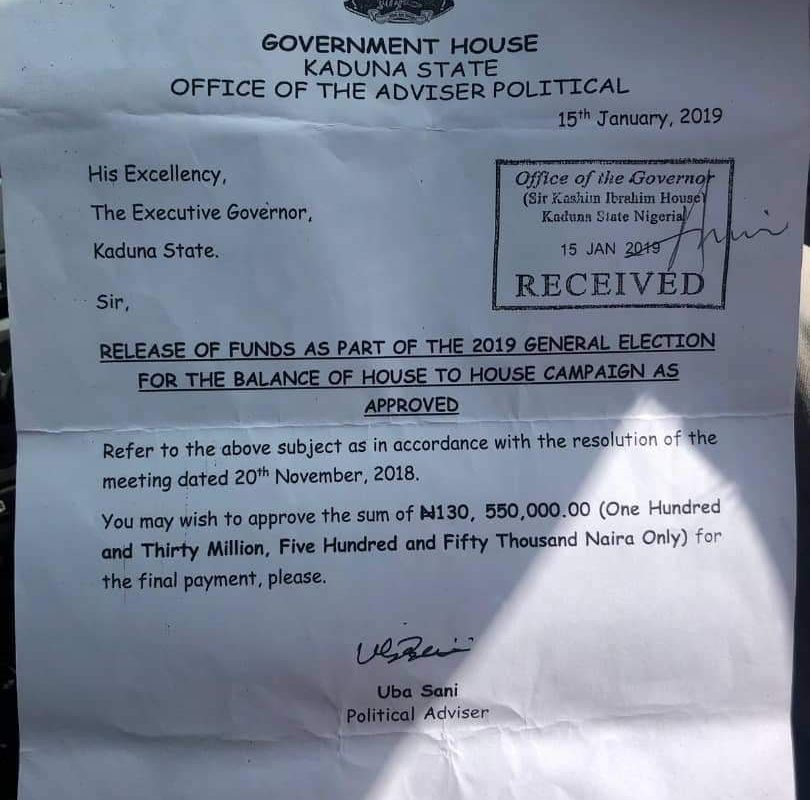 GOVERNMENT HOUSE
KADUNA STATE
OFFICE OF THE ADVISER POLITICAL
15th January, 2019
His Excellency,
The Executive Governor,
Kaduna State.
Office of the Governor
(Sir Kashim Ibrahim House)
Kaduna State Nigeria
15 JAN 2019
RECEIVED
Sir,
RELEASE OF FUNDS AS PART OF THE 2019 GENERAL ELECTION
FOR THE BALANCE OF HOUSE TO HOUSE CAMPAIGN AS
APPROVED
Refer to the above subject as in accordance with the resolution of the
meeting dated 20th November, 2018.
You may wish to approve the sum of ₦130, 550,000.00 (One Hundred
and Thirty Million, Five Hundred and Fifty Thousand Naira Only) for
the final payment, please.
Uba Sani
Political Adviser